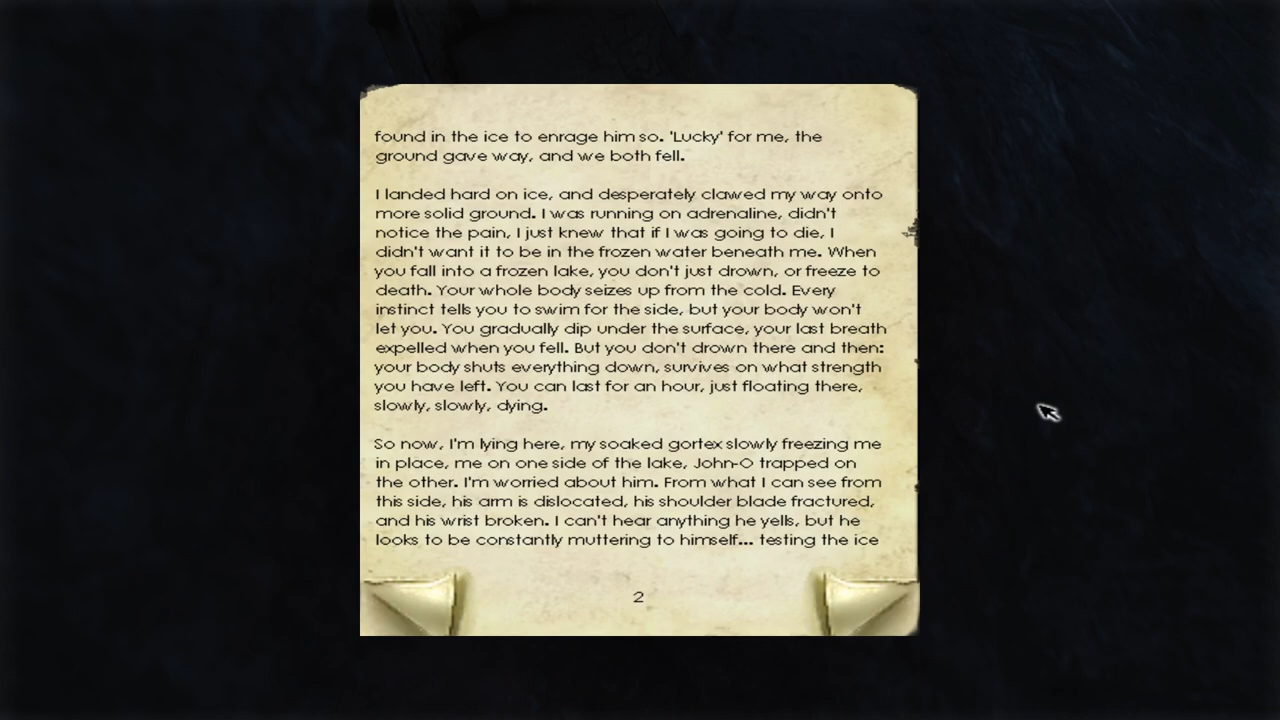 found in the ice to enrage him so. 'Lucky' for me, the
ground gave way, and we both fell.
I landed hard on ice, and desperately clawed my way onto
more solid ground. I was running on adrenaline, didn't
notice the pain, I just knew that if I was going to die, I
didn't want it to be in the frozen water beneath me. When
you fall into a frozen lake, you don't just drown, or freeze to
death. Your whole body seizes up from the cold. Every
instinct tells you to swim for the side, but your body won't
let you. You gradually dip under the surface, your last breath
expelled when you fell. But you don't drown there and then:
your body shuts everything down, survives on what strength
you have left. You can last for an hour, just floating there,
slowly, slowly, dying.
So now, I'm lying here, my soaked gortex slowly freezing me
in place, me on one side of the lake, John-O trapped on
the other. I'm worried about him. From what I can see from
this side, his arm is dislocated, his shoulder blade fractured,
and his wrist broken. I can't hear anything he yells, but he
looks to be constantly muttering to himself... testing the ice
2